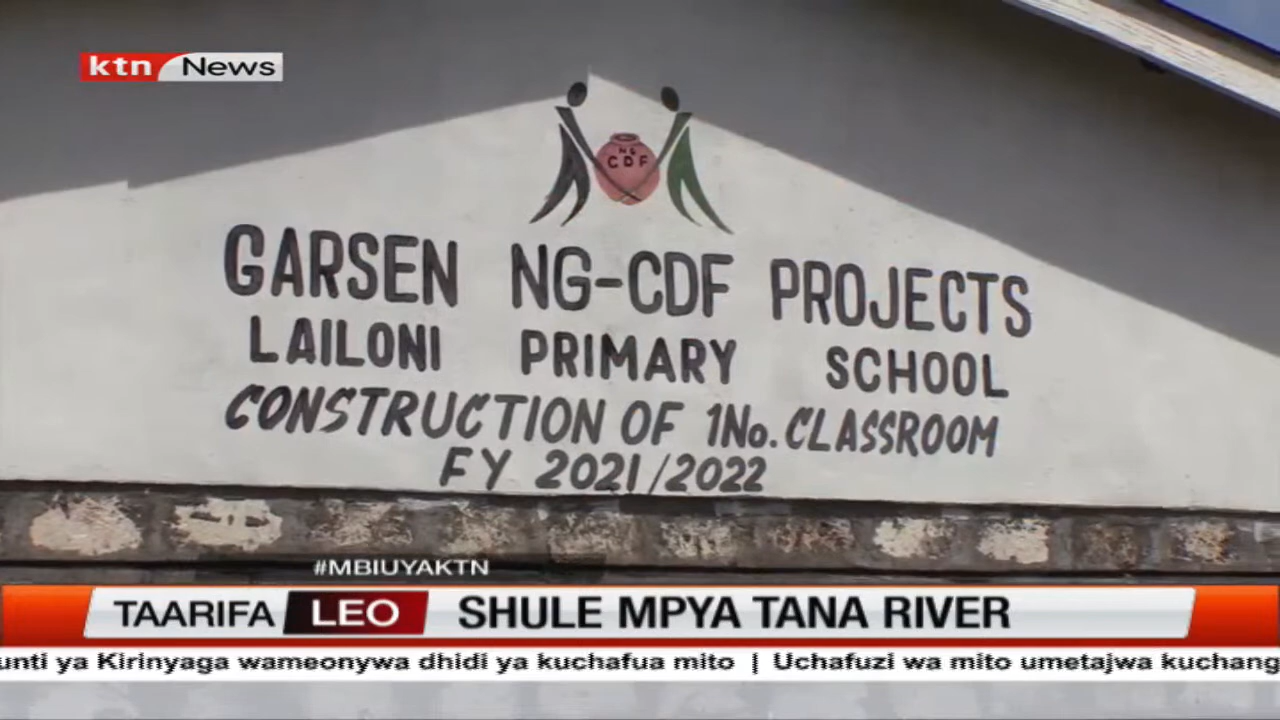 ktn News
NG
CDF
GARSEN NG-CDF PROJECTS
LAILONI PRIMARY SCHOOL
CONSTRUCTION OF 1No. CLASSROOM
FY 2021/2022
#MBIUYAKTN
TAARIFA LEO SHULE MPYA TANA RIVER
unti ya Kirinyaga wameonywa dhidi ya kuchafua mito | Uchafuzi wa mito umetajwa kuchang